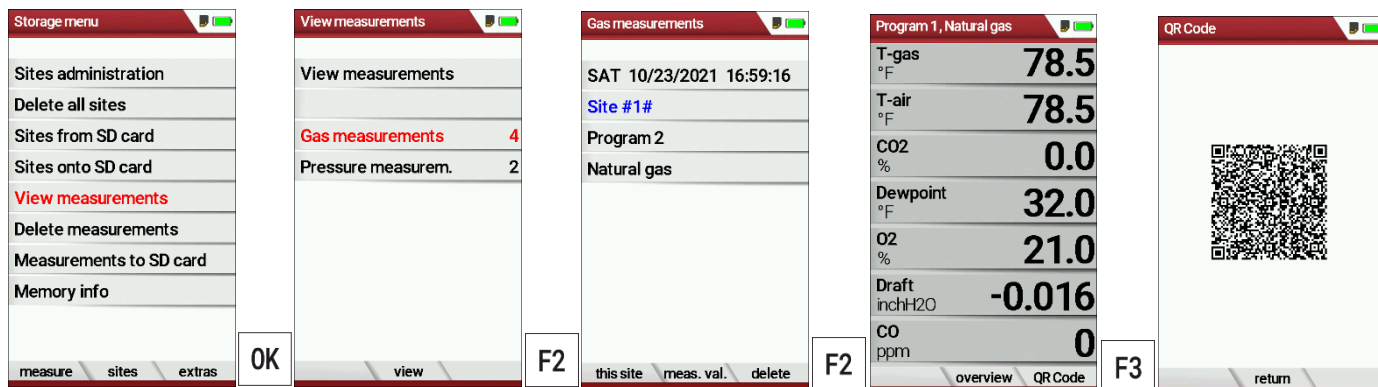 Storage menu
Sites administration
Delete all sites
Sites from SD card
Sites onto SD card
View measurements
Delete measurements
Measurements to SD card
Memory info
measure sites extras
OK
View measurements
View measurements
Gas measurements 4
Pressure measurem. 2
view
F2
Gas measurements
SAT 10/23/2021 16:59:16
Site #1#
Program 2
Natural gas
this site meas. val. delete
F2
Program 1, Natural gas
T-gas 78.5
°F
T-air 78.5
°F
CO2 0.0
%
Dewpoint 32.0
°F
O2 21.0
%
Draft -0.016
inchH2O
CO 0
ppm
overview QR Code
F3
QR Code
return